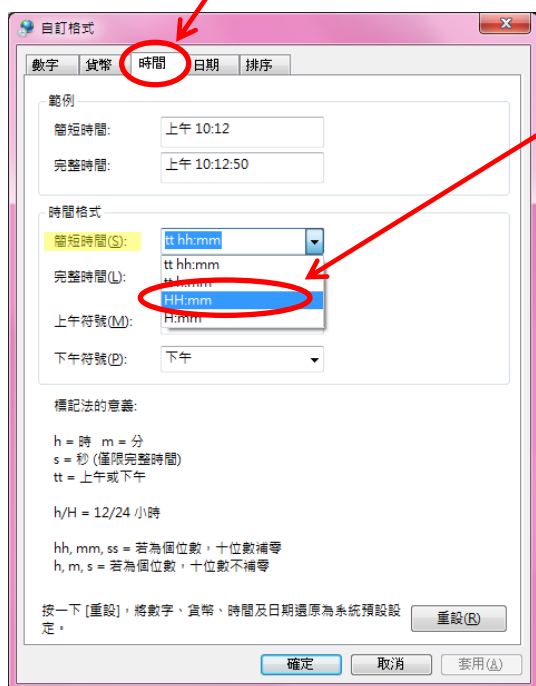 自訂格式
數字 貨幣 時間 日期 排序
範例
簡短時間: 上午 10:12
完整時間: 上午 10:12:50
時間格式
簡短時間(S): tt hh:mm
tt hh:mm
完整時間(L): tt h:mm
HH:mm
上午符號(M): H:mm
下午符號(P): 下午
標記法的意義:
h = 時 m = 分
s = 秒 (僅限完整時間)
tt = 上午或下午
h/H = 12/24 小時
hh, mm, ss = 若為個位數，十位數補零
h, m, s = 若為個位數，十位數不補零
按一下 [重設]，將數字、貨幣、時間及日期還原為系統預設設
定。
重設(R)
確定 取消 套用(A)